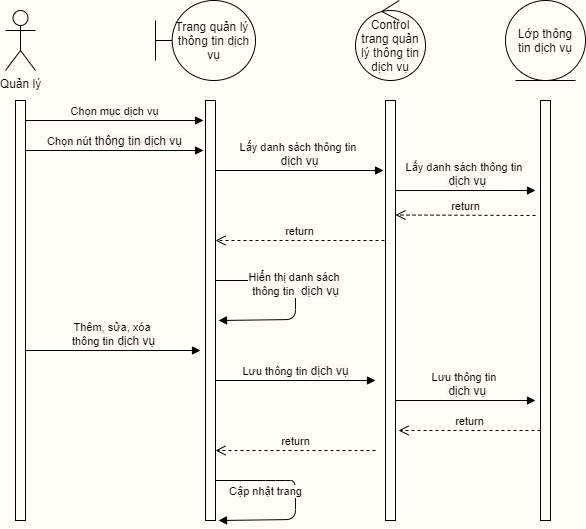 Trang quản lý
thông tin dịch
vụ
Control
trang quản
lý thông tin
dịch vụ
Lớp thông
tin dịch vụ
Quản lý
Chọn mục dịch vụ
Chọn nút thông tin dịch vụ
Lấy danh sách thông tin
dịch vụ
Lấy danh sách thông tin
dịch vụ
return
return
Hiển thị danh sách
thông tin dịch vụ
Thêm, sửa, xóa
thông tin dịch vụ
Lưu thông tin dịch vụ
Lưu thông tin
dịch vụ
return
return
Cập nhật trang